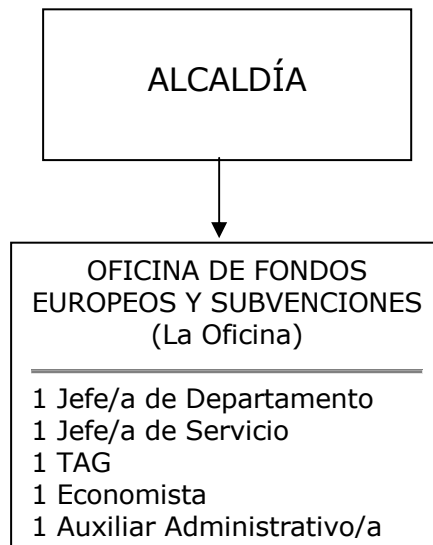 ALCALDÍA
OFICINA DE FONDOS
EUROPEOS Y SUBVENCIONES
(La Oficina)
1 Jefe/a de Departamento
1 Jefe/a de Servicio
1 TAG
1 Economista
1 Auxiliar Administrativo/a